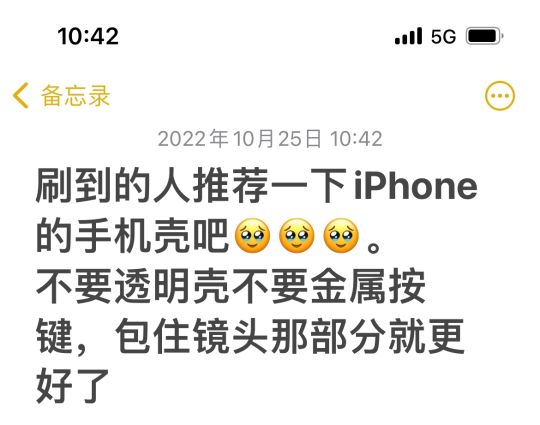 10:42 5G
备忘录
2022年10月25日 10:42
刷到的人推荐一下iPhone
的手机壳吧🥹🥹🥹。
不要透明壳不要金属按
键，包住镜头那部分就更
好了